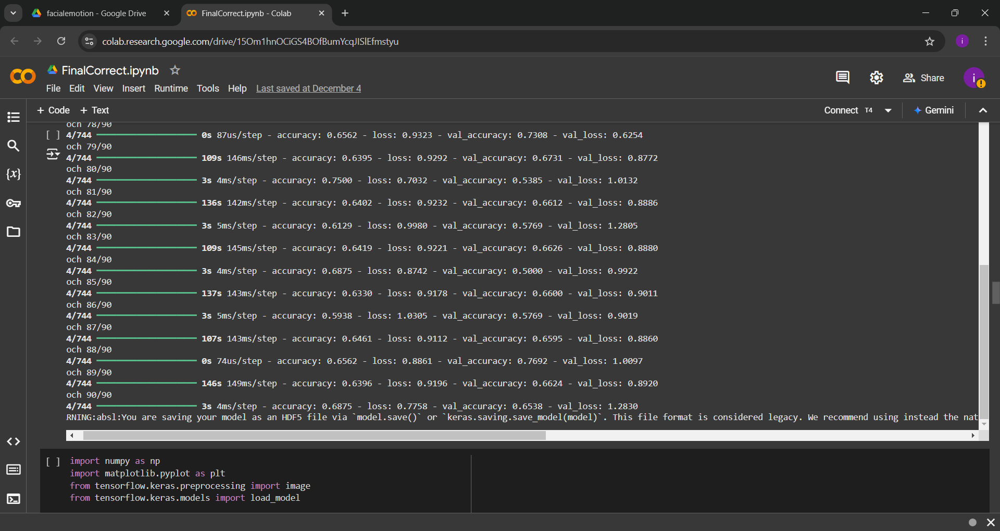 facialemotion - Google Drive
FinalCorrect.ipynb - Colab
colab.research.google.com/drive/15Om1hnOCiGS4BOfBumYcqJISlEfmstyu
i
FinalCorrect.ipynb
File Edit View Insert Runtime Tools Help Last saved at December 4
Share
i
+ Code + Text
Connect T4
Gemini
och 78/90
[ ] 4/744 0s 87us/step - accuracy: 0.6562 - loss: 0.9323 - val_accuracy: 0.7308 - val_loss: 0.6254
och 79/90
4/744 109s 146ms/step - accuracy: 0.6395 - loss: 0.9292 - val_accuracy: 0.6731 - val_loss: 0.8772
och 80/90
4/744 3s 4ms/step - accuracy: 0.7500 - loss: 0.7032 - val_accuracy: 0.5385 - val_loss: 1.0132
och 81/90
4/744 136s 142ms/step - accuracy: 0.6402 - loss: 0.9232 - val_accuracy: 0.6612 - val_loss: 0.8886
och 82/90
4/744 3s 5ms/step - accuracy: 0.6129 - loss: 0.9980 - val_accuracy: 0.5769 - val_loss: 1.2805
och 83/90
4/744 109s 145ms/step - accuracy: 0.6419 - loss: 0.9221 - val_accuracy: 0.6626 - val_loss: 0.8880
och 84/90
4/744 3s 4ms/step - accuracy: 0.6875 - loss: 0.8742 - val_accuracy: 0.5000 - val_loss: 0.9922
och 85/90
4/744 137s 143ms/step - accuracy: 0.6330 - loss: 0.9178 - val_accuracy: 0.6600 - val_loss: 0.9011
och 86/90
4/744 3s 5ms/step - accuracy: 0.5938 - loss: 1.0305 - val_accuracy: 0.5769 - val_loss: 0.9019
och 87/90
4/744 107s 143ms/step - accuracy: 0.6461 - loss: 0.9112 - val_accuracy: 0.6595 - val_loss: 0.8860
och 88/90
4/744 0s 74us/step - accuracy: 0.6562 - loss: 0.8861 - val_accuracy: 0.7692 - val_loss: 1.0097
och 89/90
4/744 146s 149ms/step - accuracy: 0.6396 - loss: 0.9196 - val_accuracy: 0.6624 - val_loss: 0.8920
och 90/90
4/744 3s 4ms/step - accuracy: 0.6875 - loss: 0.7758 - val_accuracy: 0.6538 - val_loss: 1.2830
RNING:absl:You are saving your model as an HDF5 file via `model.save()` or `keras.saving.save_model(model)`. This file format is considered legacy. We recommend using instead the nat
{x}
[ ] import numpy as np
import matplotlib.pyplot as plt
from tensorflow.keras.preprocessing import image
from tensorflow.keras.models import load_model